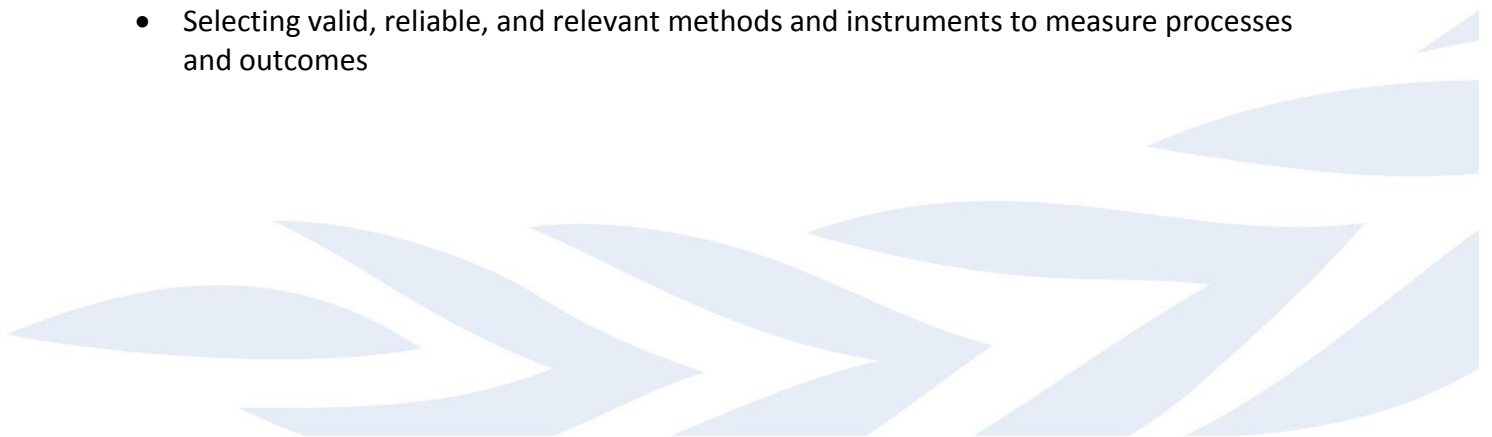 • Selecting valid, reliable, and relevant methods and instruments to measure processes
and outcomes